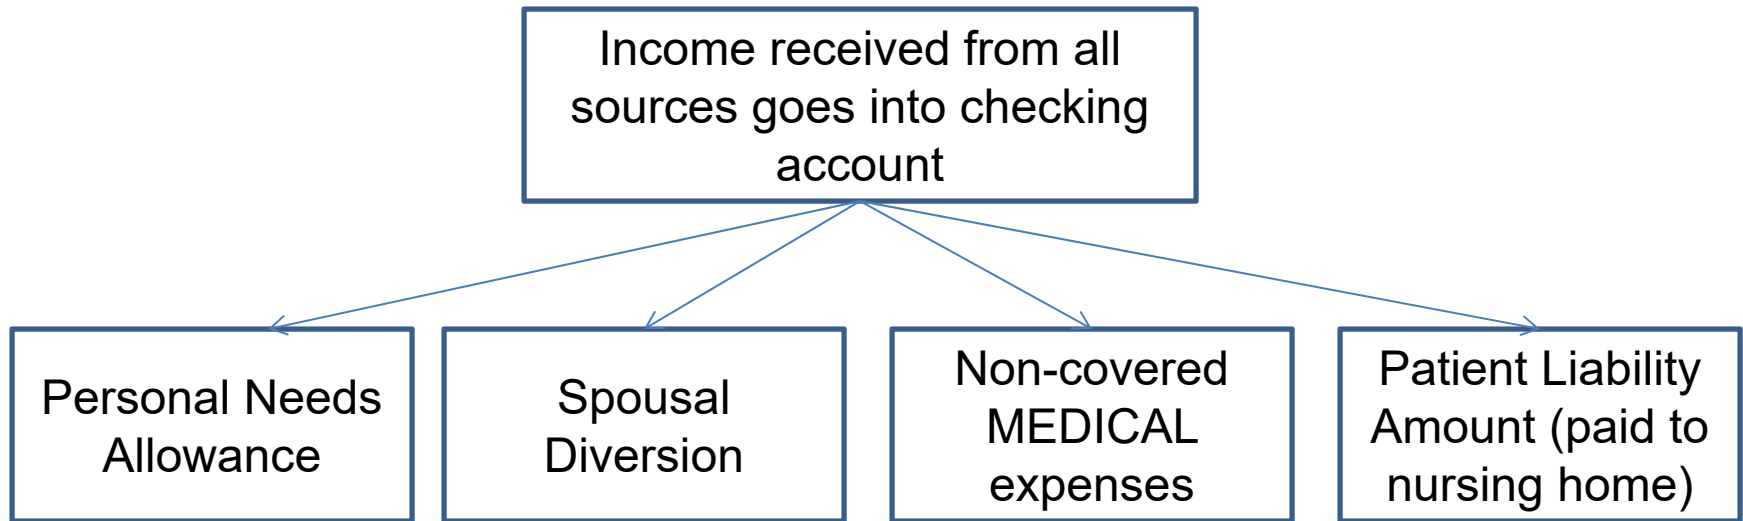 Income received from all
sources goes into checking
account
Personal Needs
Allowance
Spousal
Diversion
Non-covered
MEDICAL
expenses
Patient Liability
Amount (paid to
nursing home)